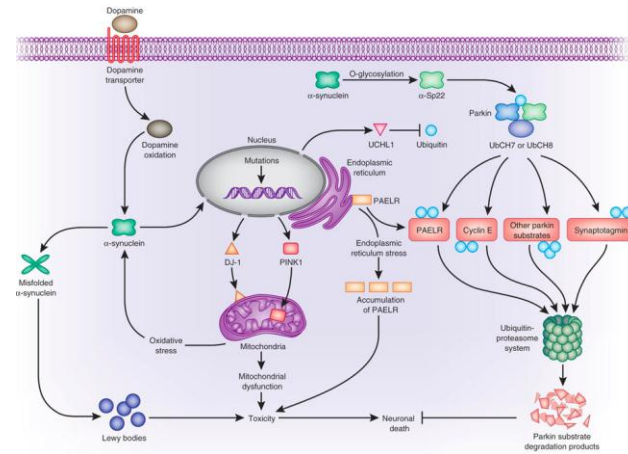 Dopamine
Dopamine
transporter
Dopamine
oxidation
α-synuclein
Misfolded
α-synuclein
Lewy bodies
Oxidative
stress
Nucleus
Mutations
DJ-1
PINK1
Mitochondria
Mitochondrial
dysfunction
Toxicity
UCHL1
Ubiquitin
Endoplasmic
reticulum
PAELR
Endoplasmic
reticulum stress
Accumulation
of PAELR
Neuronal
death
α-synuclein
O-glycosylation
α-Sp22
Parkin
UbCH7 or UbCH8
PAELR
Cyclin E
Other parkin
substrates
Synaptotagmin
Ubiquitin-
proteasome
system
Parkin substrate
degradation products